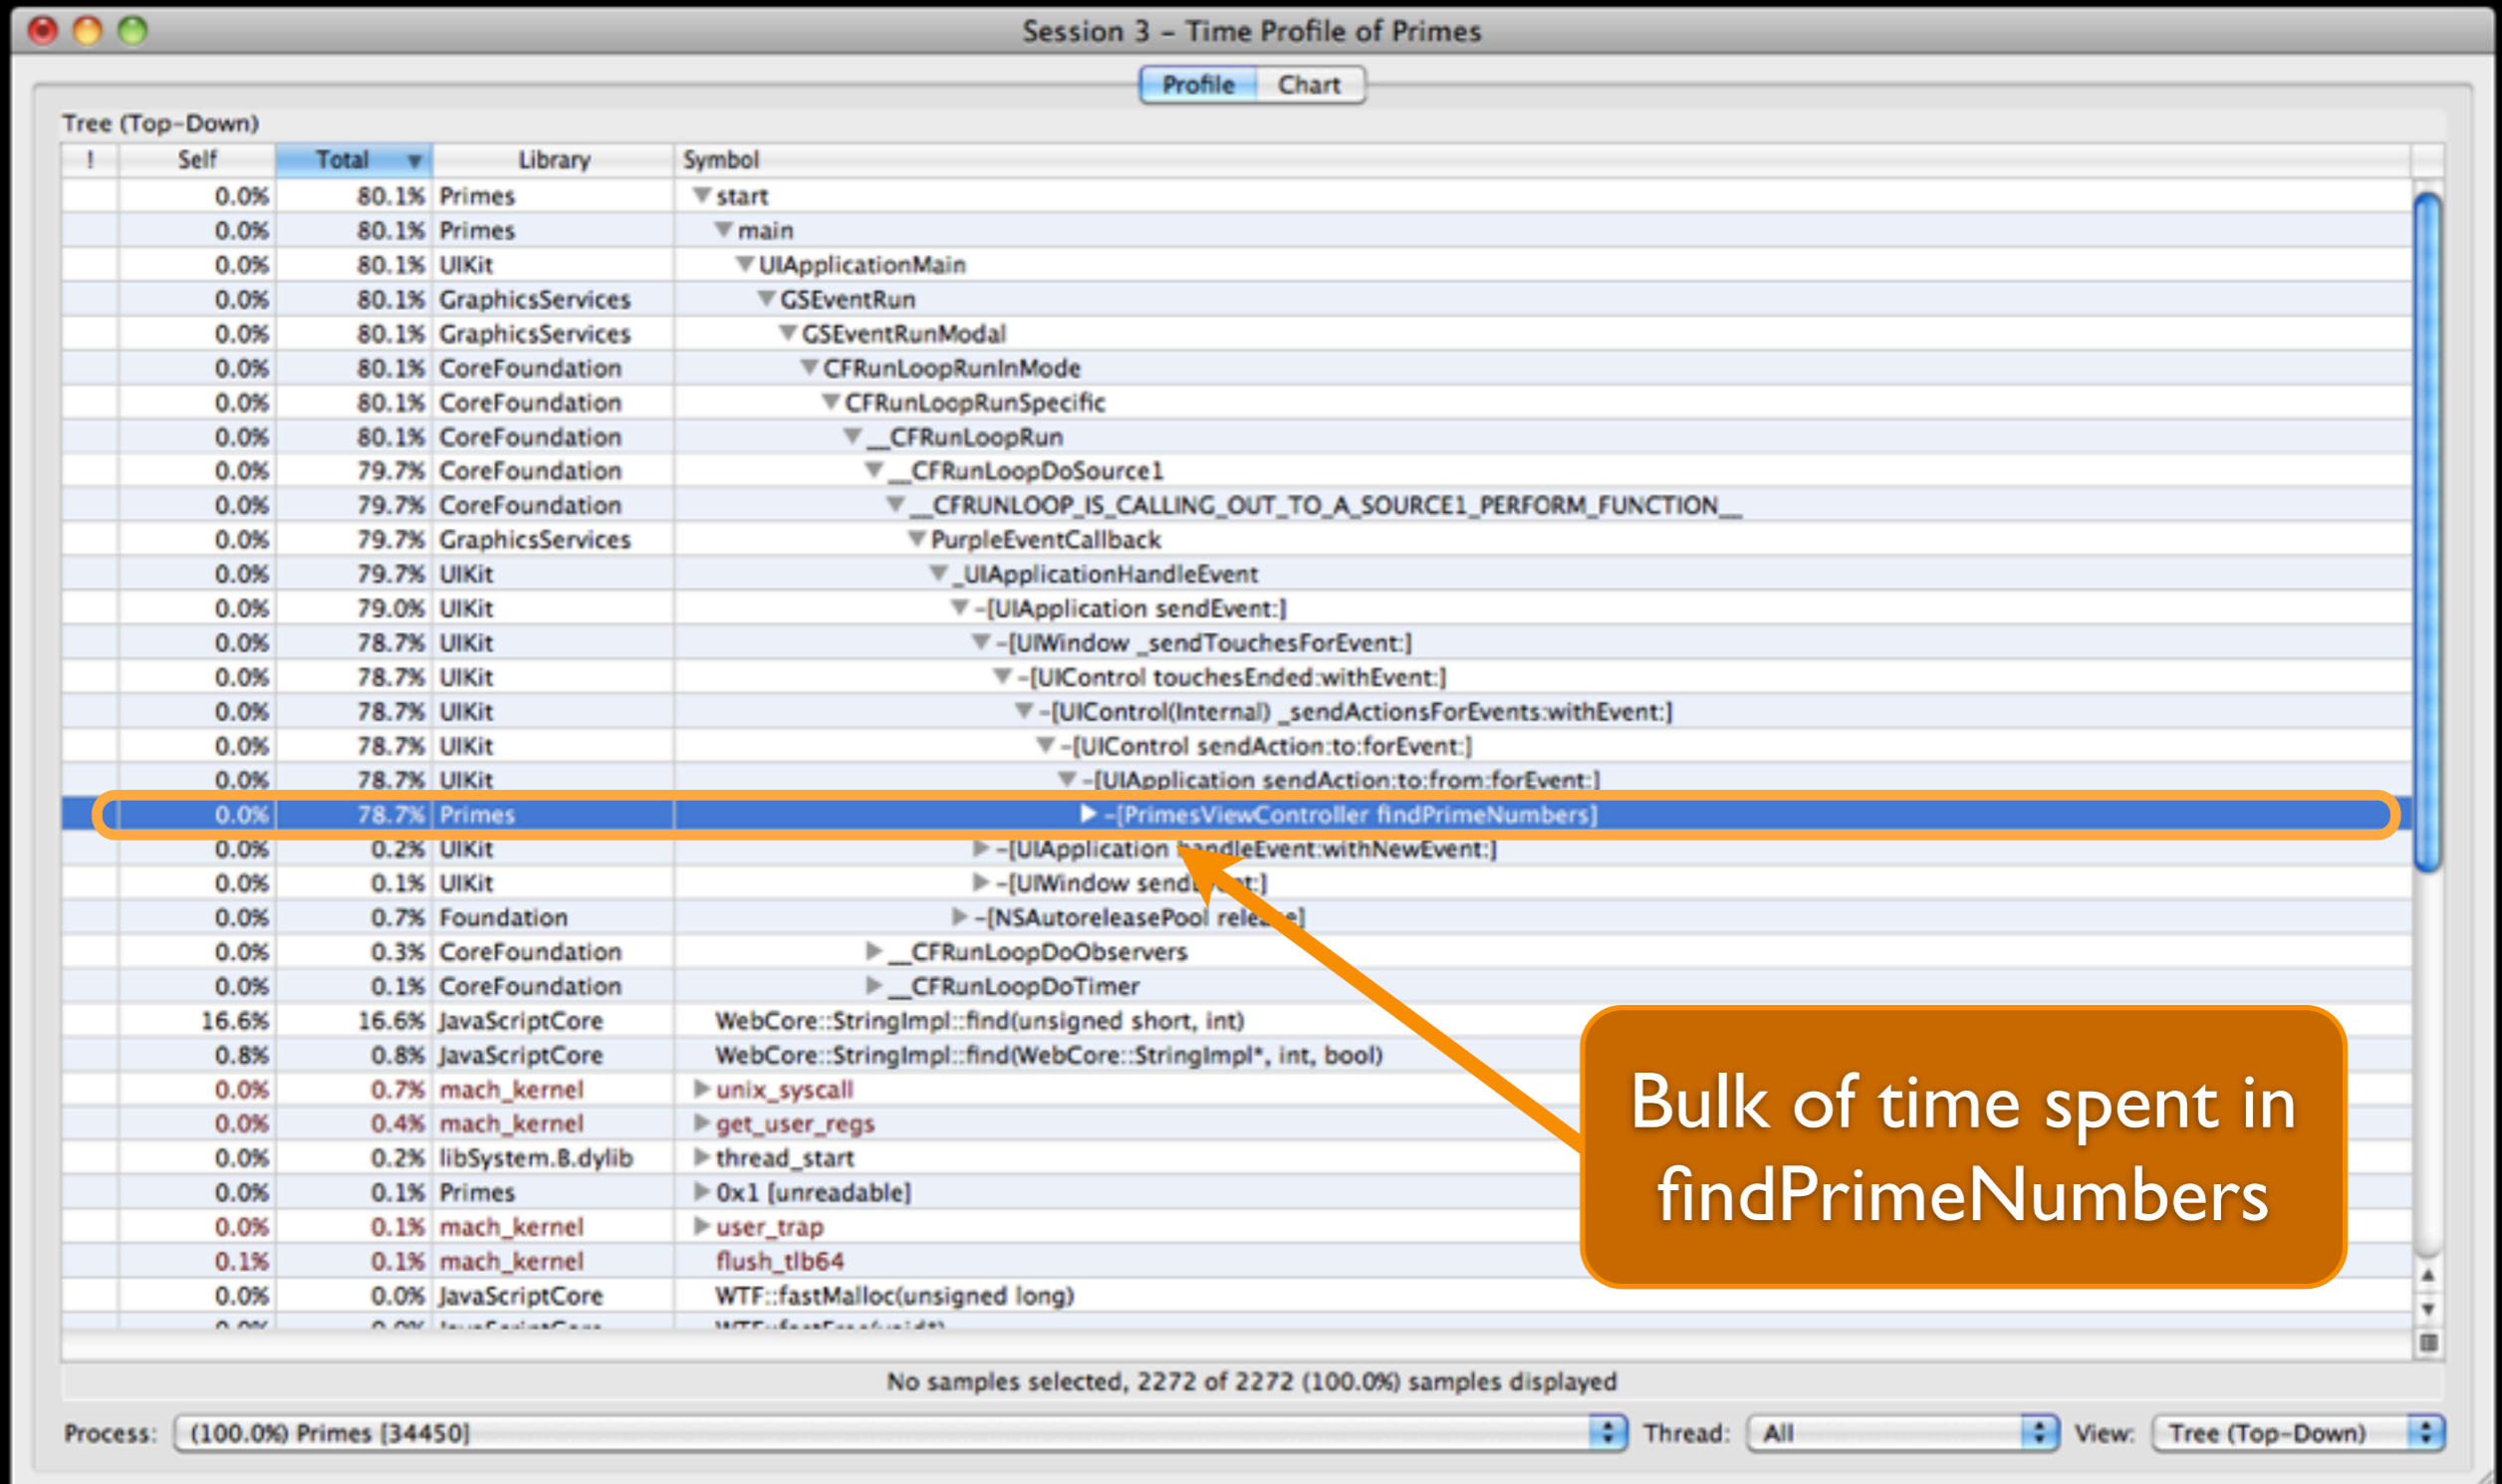 Session 3 – Time Profile of Primes
Profile Chart
Tree (Top-Down)
! Self Total Library Symbol
0.0% 80.1% Primes start
0.0% 80.1% Primes main
0.0% 80.1% UIKit UIApplicationMain
0.0% 80.1% GraphicsServices GSEventRun
0.0% 80.1% GraphicsServices GSEventRunModal
0.0% 80.1% CoreFoundation CFRunLoopRunInMode
0.0% 80.1% CoreFoundation CFRunLoopRunSpecific
0.0% 80.1% CoreFoundation __CFRunLoopRun
0.0% 79.7% CoreFoundation __CFRunLoopDoSource1
0.0% 79.7% CoreFoundation __CFRUNLOOP_IS_CALLING_OUT_TO_A_SOURCE1_PERFORM_FUNCTION__
0.0% 79.7% GraphicsServices PurpleEventCallback
0.0% 79.7% UIKit _UIApplicationHandleEvent
0.0% 79.0% UIKit -[UIApplication sendEvent:]
0.0% 78.7% UIKit -[UIWindow _sendTouchesForEvent:]
0.0% 78.7% UIKit -[UIControl touchesEnded:withEvent:]
0.0% 78.7% UIKit -[UIControl(Internal) _sendActionsForEvents:withEvent:]
0.0% 78.7% UIKit -[UIControl sendAction:to:forEvent:]
0.0% 78.7% UIKit -[UIApplication sendAction:to:from:forEvent:]
0.0% 78.7% Primes -[PrimesViewController findPrimeNumbers]
0.0% 0.2% UIKit -[UIApplication handleEvent:withNewEvent:]
0.0% 0.1% UIKit -[UIWindow sendEvent:]
0.0% 0.7% Foundation -[NSAutoreleasePool release]
0.0% 0.3% CoreFoundation __CFRunLoopDoObservers
0.0% 0.1% CoreFoundation __CFRunLoopDoTimer
16.6% 16.6% JavaScriptCore WebCore::StringImpl::find(unsigned short, int)
0.8% 0.8% JavaScriptCore WebCore::StringImpl::find(WebCore::StringImpl*, int, bool)
0.0% 0.7% mach_kernel unix_syscall
0.0% 0.4% mach_kernel get_user_regs
0.0% 0.2% libSystem.B.dylib thread_start
0.0% 0.1% Primes 0x1 [unreadable]
0.0% 0.1% mach_kernel user_trap
0.1% 0.1% mach_kernel flush_tlb64
0.0% 0.0% JavaScriptCore WTF::fastMalloc(unsigned long)
0.0% 0.0% JavaScriptCore WTF::fastFree(void*)
Bulk of time spent in
findPrimeNumbers
No samples selected, 2272 of 2272 (100.0%) samples displayed
Process: (100.0%) Primes [34450] Thread: All View: Tree (Top-Down)